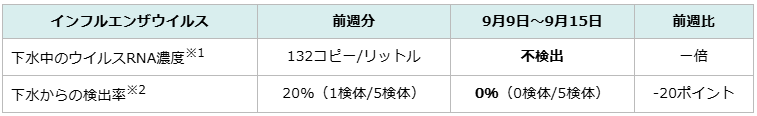 インフルエンザウイルス 前週分 9月9日～9月15日 前週比
下水中のウイルスRNA濃度※1 132コピー/リットル 不検出 ー倍
下水からの検出率※2 20%（1検体/5検体） 0%（0検体/5検体） -20ポイント